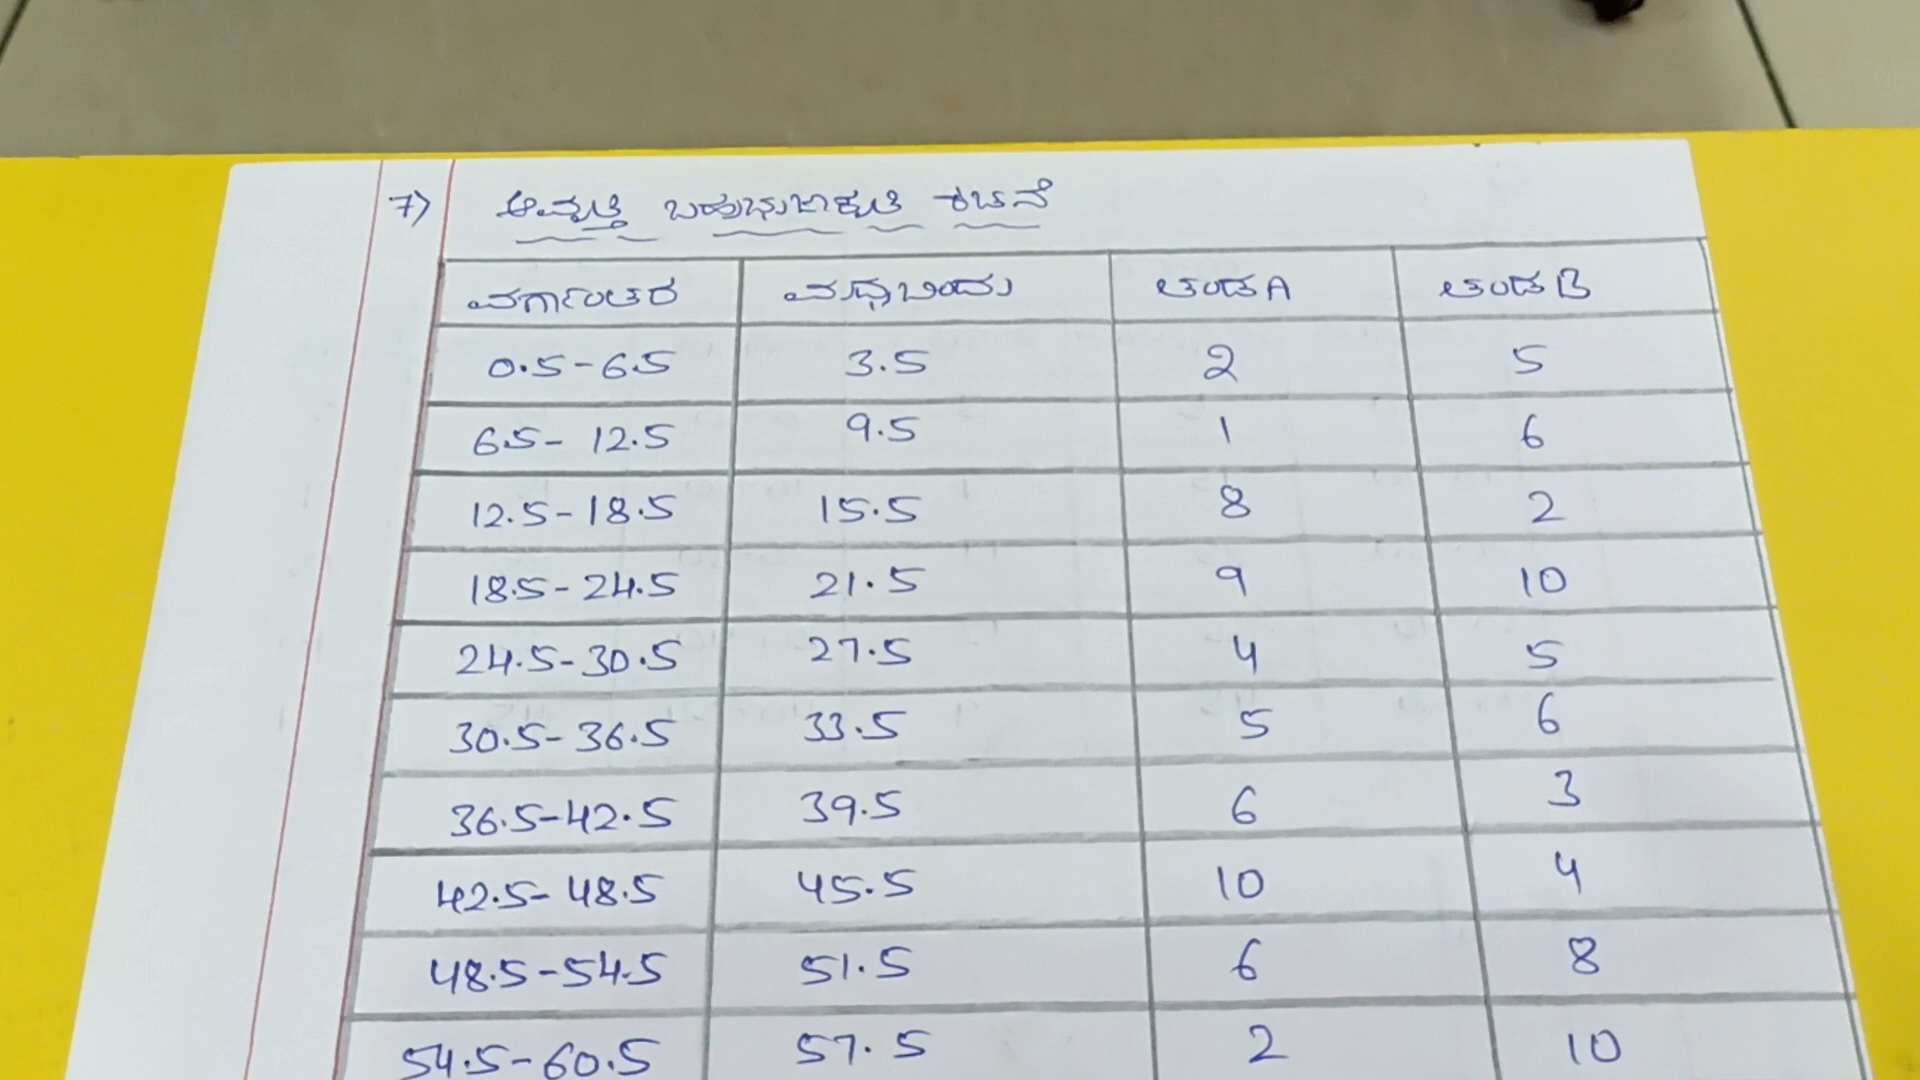 7) ಆವೃತ್ತಿ ಬಹುಭುಜಾಕೃತಿ ರಚನೆ
ವರ್ಗಾಂತರ ಮಧ್ಯಬಿಂದು ತಂಡ A ತಂಡ B
0.5-6.5 3.5 2 5
6.5- 12.5 9.5 1 6
12.5-18.5 15.5 8 2
18.5-24.5 21.5 9 10
24.5-30.5 27.5 4 5
30.5-36.5 33.5 5 6
36.5-42.5 39.5 6 3
42.5-48.5 45.5 10 4
48.5-54.5 51.5 6 8
54.5-60.5 57.5 2 10